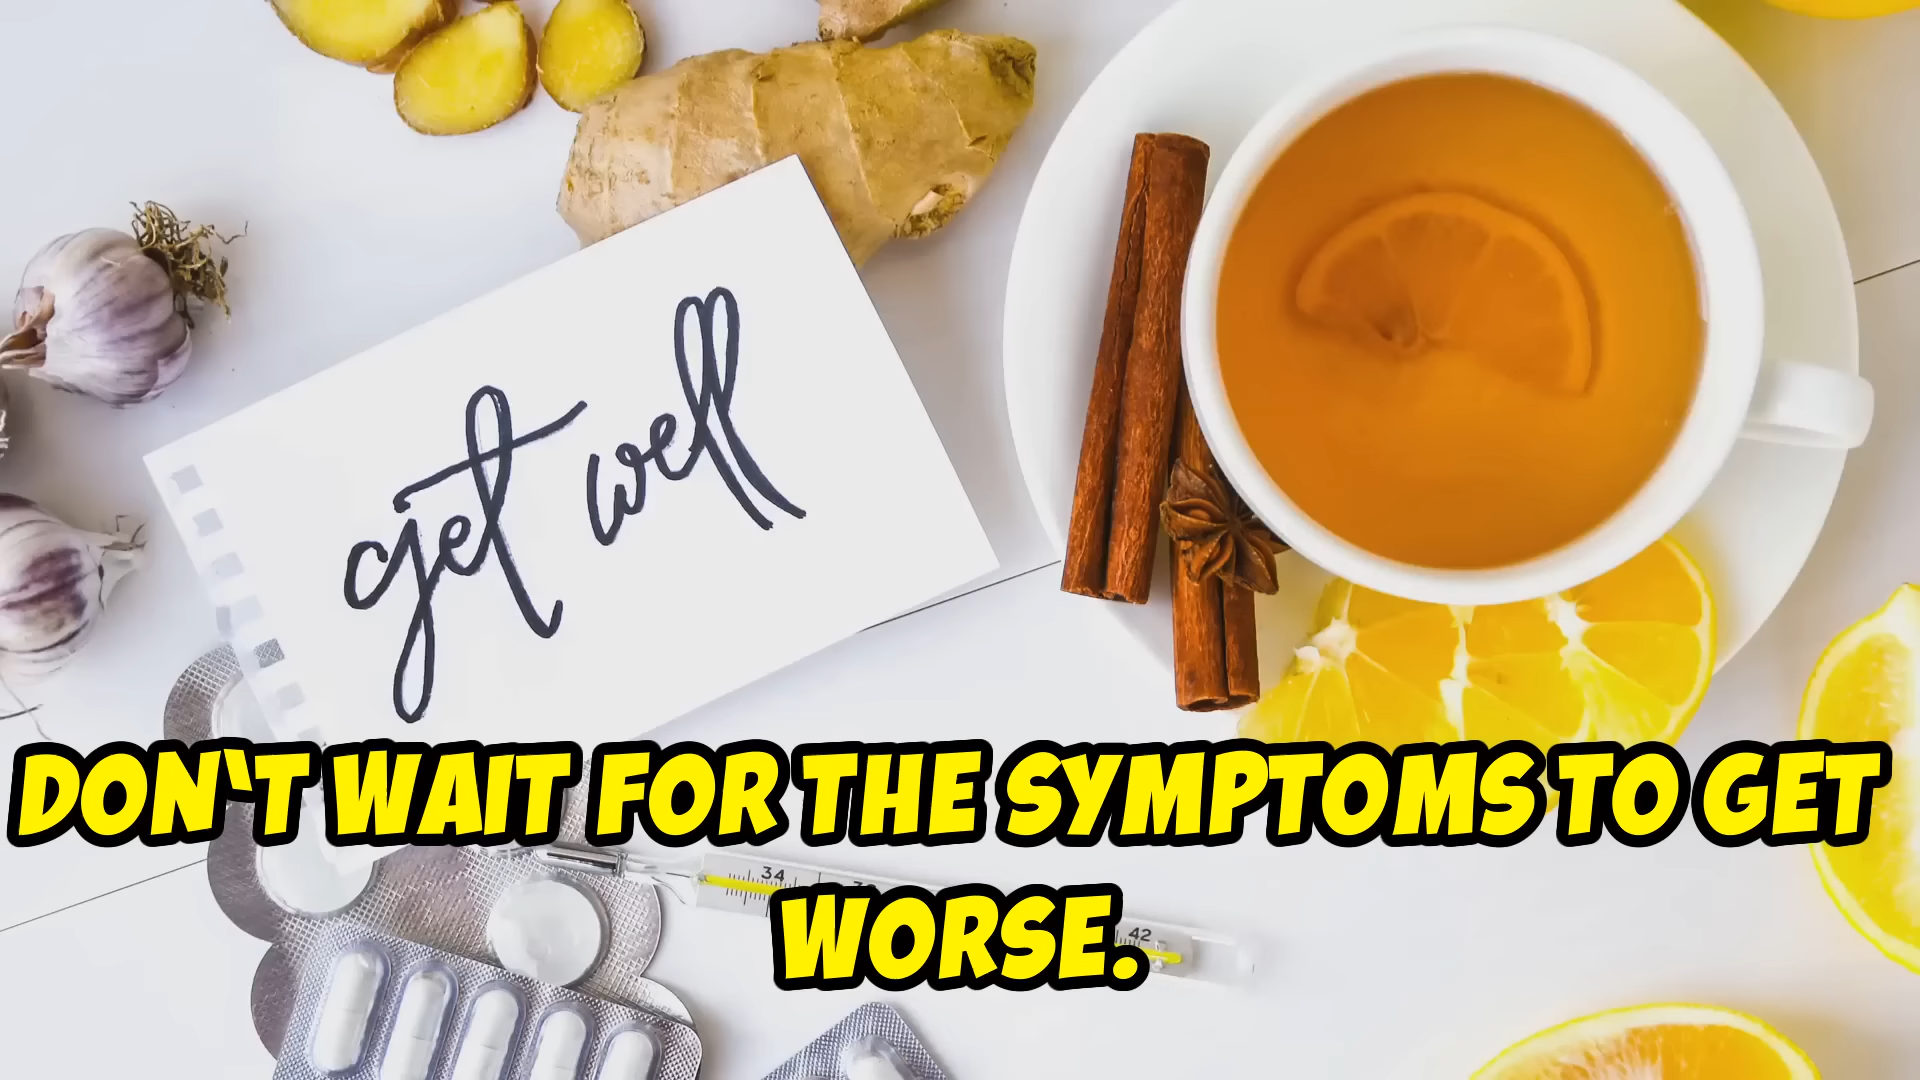 get well
DON'T WAIT FOR THE SYMPTOMS TO GET
34
WORSE.
42